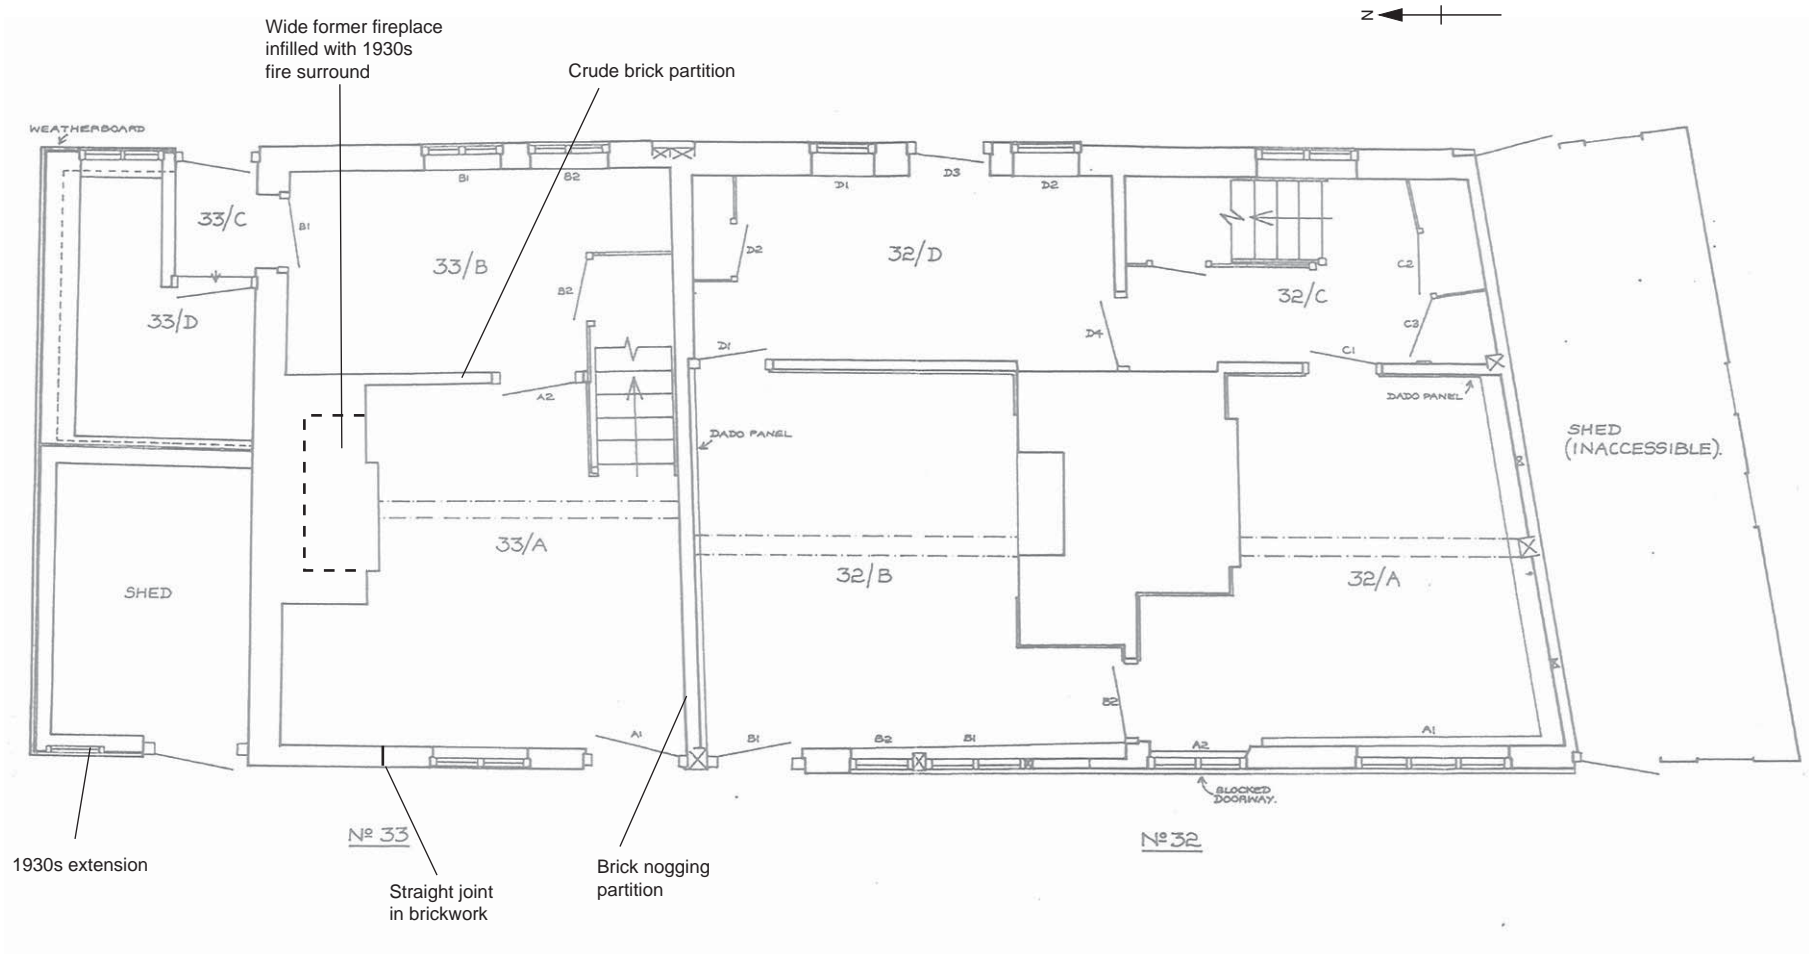 N
Wide former fireplace
infilled with 1930s
fire surround
Crude brick partition
WEATHERBOARD
B1
B2
D1
D3
D2
33/C
B1
33/B
D2
32/D
C2
B2
32/C
33/D
D1
D4
C3
C1
A2
DADO PANEL
DADO PANEL
SHED
(INACCESSIBLE).
33/A
32/B
32/A
SHED
B2
A1
B1
B2
B1
A2
A1
BLOCKED
DOORWAY.
Nº 33
Nº 32
1930s extension
Straight joint
in brickwork
Brick nogging
partition